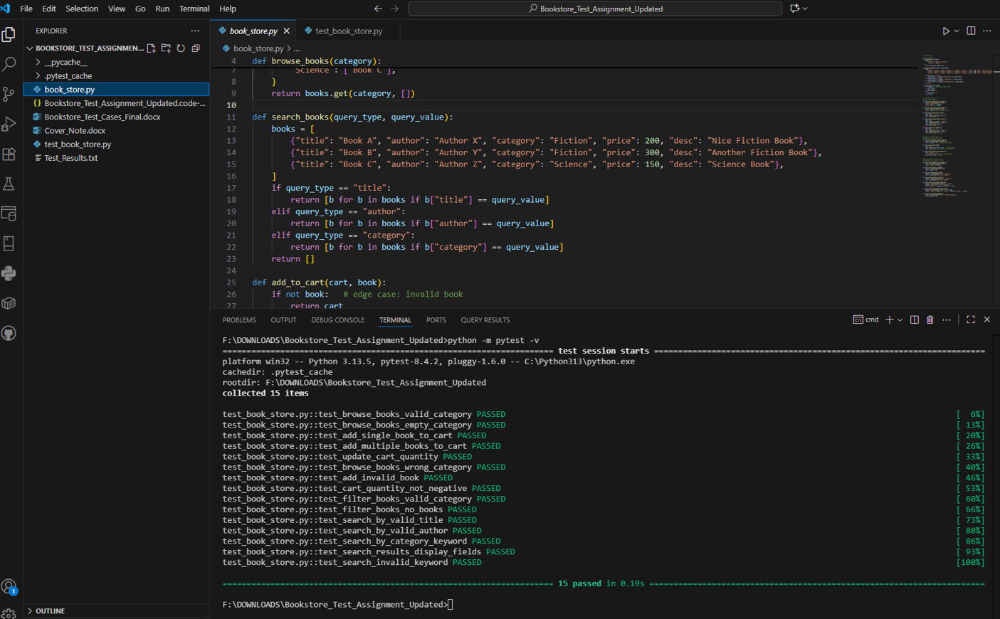 File Edit Selection View Go Run Terminal Help
Bookstore_Test_Assignment_Updated
EXPLORER
BOOKSTORE_TEST_ASSIGNMEN...
__pycache__
.pytest_cache
book_store.py
Bookstore_Test_Assignment_Updated.code-...
Bookstore_Test_Cases_Final.docx
Cover_Note.docx
test_book_store.py
Test_Results.txt
OUTLINE
1
book_store.py
test_book_store.py
book_store.py > ...
4 def browse_books(category):
7 "Science": ["Book C"],
8 }
9 return books.get(category, [])
10
11 def search_books(query_type, query_value):
12 books = [
13 {"title": "Book A", "author": "Author X", "category": "Fiction", "price": 200, "desc": "Nice Fiction Book"},
14 {"title": "Book B", "author": "Author Y", "category": "Fiction", "price": 300, "desc": "Another Fiction Book"},
15 {"title": "Book C", "author": "Author Z", "category": "Science", "price": 150, "desc": "Science Book"},
16 ]
17 if query_type == "title":
18 return [b for b in books if b["title"] == query_value]
19 elif query_type == "author":
20 return [b for b in books if b["author"] == query_value]
21 elif query_type == "category":
22 return [b for b in books if b["category"] == query_value]
23 return []
24
25 def add_to_cart(cart, book):
26 if not book: # edge case: invalid book
27 return cart
PROBLEMS OUTPUT DEBUG CONSOLE TERMINAL PORTS QUERY RESULTS
cmd
F:\DOWNLOADS\Bookstore_Test_Assignment_Updated>python -m pytest -v
test session starts
platform win32 -- Python 3.13.5, pytest-8.4.2, pluggy-1.6.0 -- C:\Python313\python.exe
cachedir: .pytest_cache
rootdir: F:\DOWNLOADS\Bookstore_Test_Assignment_Updated
collected 15 items
test_book_store.py::test_browse_books_valid_category PASSED [ 6%]
test_book_store.py::test_browse_books_empty_category PASSED [ 13%]
test_book_store.py::test_add_single_book_to_cart PASSED [ 20%]
test_book_store.py::test_add_multiple_books_to_cart PASSED [ 26%]
test_book_store.py::test_update_cart_quantity PASSED [ 33%]
test_book_store.py::test_browse_books_wrong_category PASSED [ 40%]
test_book_store.py::test_add_invalid_book PASSED [ 46%]
test_book_store.py::test_cart_quantity_not_negative PASSED [ 53%]
test_book_store.py::test_filter_books_valid_category PASSED [ 60%]
test_book_store.py::test_filter_books_no_books PASSED [ 66%]
test_book_store.py::test_search_by_valid_title PASSED [ 73%]
test_book_store.py::test_search_by_valid_author PASSED [ 80%]
test_book_store.py::test_search_by_category_keyword PASSED [ 86%]
test_book_store.py::test_search_results_display_fields PASSED [ 93%]
test_book_store.py::test_search_invalid_keyword PASSED [100%]
15 passed in 0.19s
F:\DOWNLOADS\Bookstore_Test_Assignment_Updated>